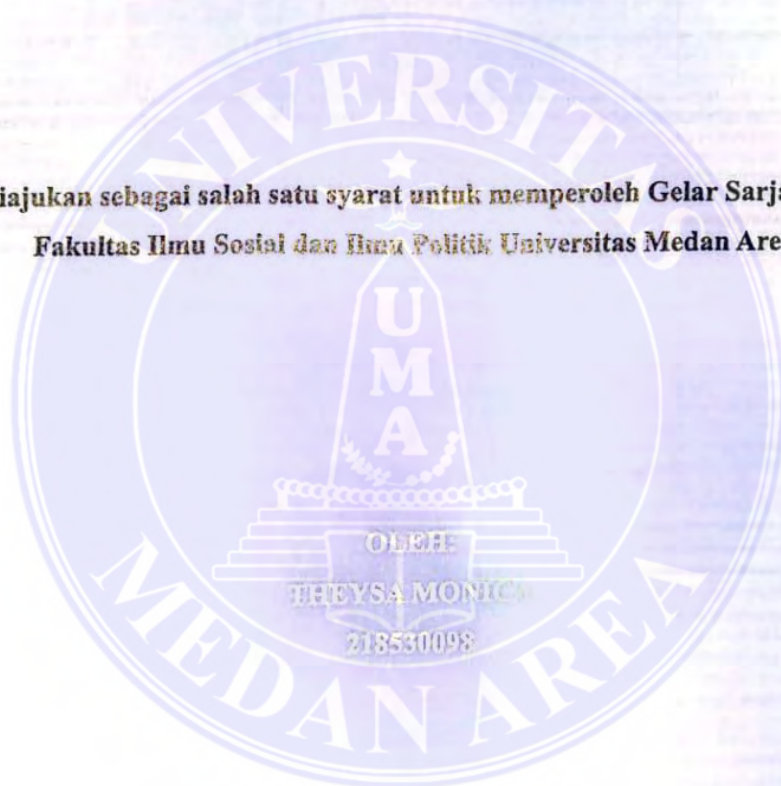 UNIVERSITAS
iajukan sebagai salah satu syarat untuk memperoleh Gelar Sarja
Fakultas Ilmu Sosial dan Ilmu Politik Universitas Medan Are
UMA
OLEH:
THEYSA MONIC
218530098
MEDAN AREA